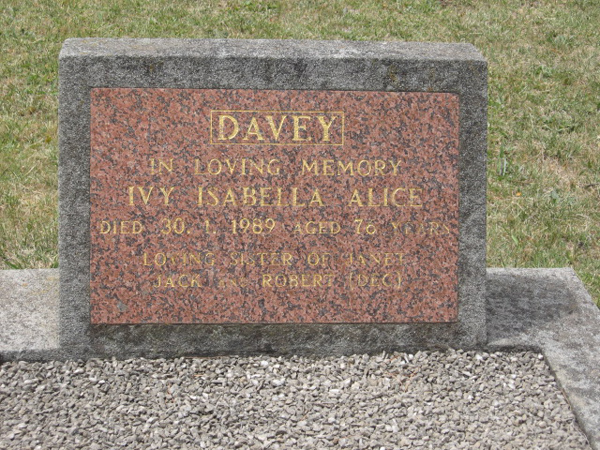 DAVEY
IN LOVING MEMORY
IVY ISABELLA ALICE
DIED 30. 1. 1989 AGED 76 YEARS
LOVING SISTER OF JANET
JACK AND ROBERT (DEC)